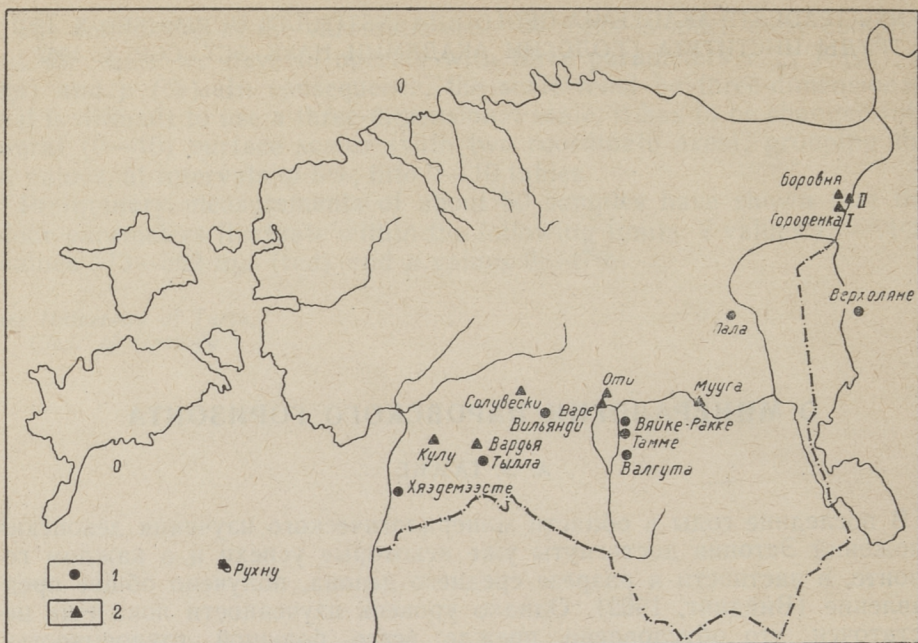 Боровня
II
Городенка I
Верхоляне
Пала
Оти
Мууга
Салувески
Варе
Вильянди
Вяйке-Ракке
Тамме
Кулу
Вардья
Тылла
Валгута
Хяэдемээсте
Рухну
1
2